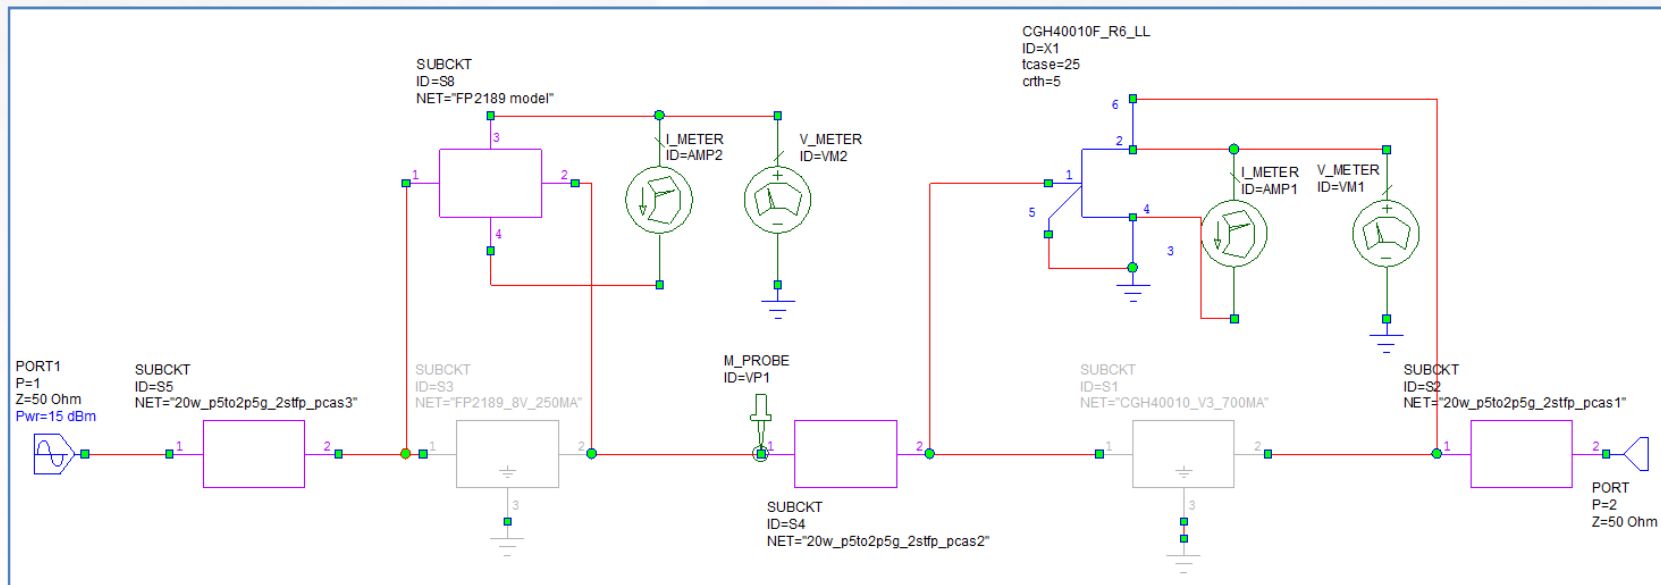 CGH40010F_R6_LL
ID=X1
tcase=25
crth=5
SUBCKT
ID=S8
NET="FP2189 model"
6
3
I_METER
ID=AMP2
V_METER
ID=VM2
2
I_METER
ID=AMP1
V_METER
ID=VM1
1
2
1
5
4
4
3
PORT1
P=1
Z=50 Ohm
Pwr=15 dBm
SUBCKT
ID=S5
NET="20w_p5to2p5g_2stfp_pcas3"
SUBCKT
ID=S3
NET="FP2189_8V_250MA"
M_PROBE
ID=VP1
SUBCKT
ID=S1
NET="CGH40010_V3_700MA"
SUBCKT
ID=S2
NET="20w_p5to2p5g_2stfp_pcas1"
1
2
1
2
1
2
1
2
1
2
3
3
SUBCKT
ID=S4
NET="20w_p5to2p5g_2stfp_pcas2"
PORT
P=2
Z=50 Ohm